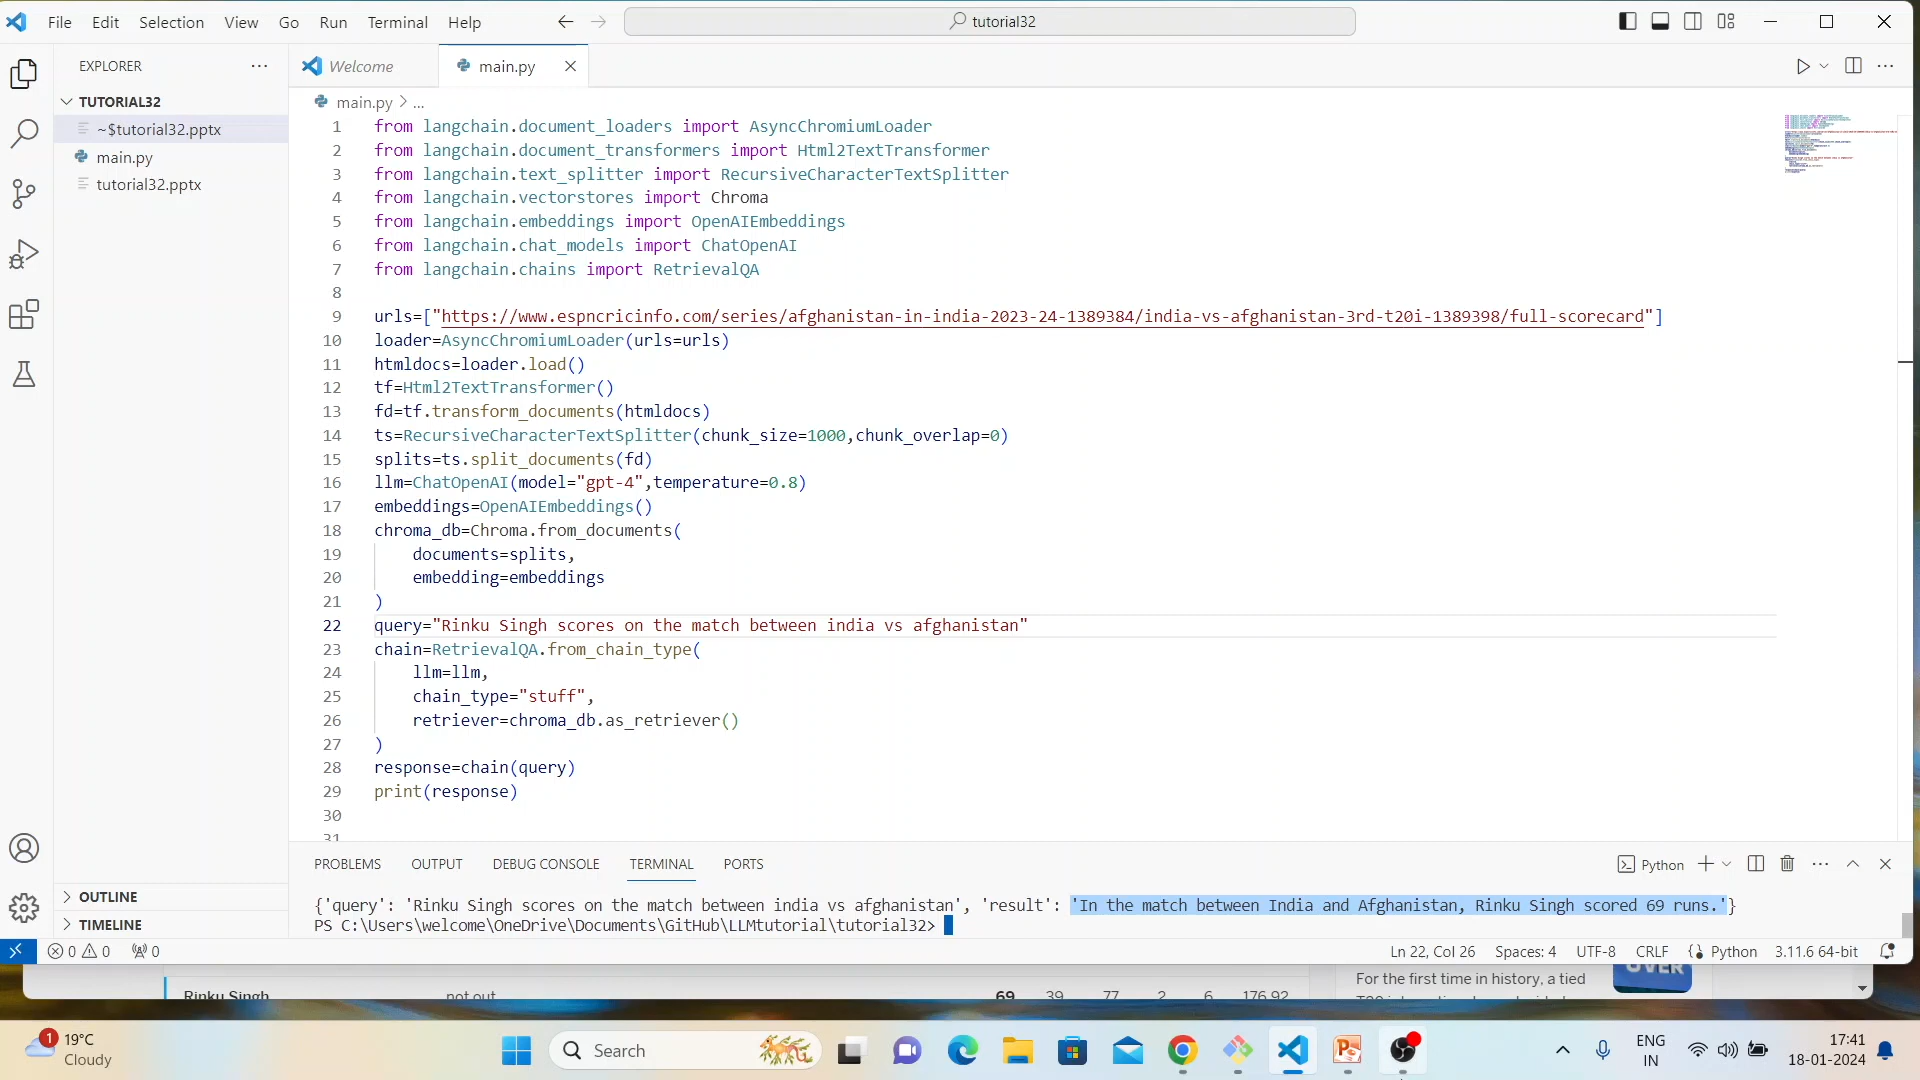 File Edit Selection View Go Run Terminal Help
tutorial32
EXPLORER
Welcome
main.py
TUTORIAL32
~$tutorial32.pptx
main.py
tutorial32.pptx
main.py > ...
1 from langchain.document_loaders import AsyncChromiumLoader
2 from langchain.document_transformers import Html2TextTransformer
3 from langchain.text_splitter import RecursiveCharacterTextSplitter
4 from langchain.vectorstores import Chroma
5 from langchain.embeddings import OpenAIEmbeddings
6 from langchain.chat_models import ChatOpenAI
7 from langchain.chains import RetrievalQA
8
9 urls=["https://www.espncricinfo.com/series/afghanistan-in-india-2023-24-1389384/india-vs-afghanistan-3rd-t20i-1389398/full-scorecard"]
10 loader=AsyncChromiumLoader(urls=urls)
11 htmldocs=loader.load()
12 tf=Html2TextTransformer()
13 fd=tf.transform_documents(htmldocs)
14 ts=RecursiveCharacterTextSplitter(chunk_size=1000,chunk_overlap=0)
15 splits=ts.split_documents(fd)
16 llm=ChatOpenAI(model="gpt-4",temperature=0.8)
17 embeddings=OpenAIEmbeddings()
18 chroma_db=Chroma.from_documents(
19 documents=splits,
20 embedding=embeddings
21 )
22 query="Rinku Singh scores on the match between india vs afghanistan"
23 chain=RetrievalQA.from_chain_type(
24 llm=llm,
25 chain_type="stuff",
26 retriever=chroma_db.as_retriever()
27 )
28 response=chain(query)
29 print(response)
30
31
OUTLINE
TIMELINE
PROBLEMS OUTPUT DEBUG CONSOLE TERMINAL PORTS
Python
{'query': 'Rinku Singh scores on the match between india vs afghanistan', 'result': 'In the match between India and Afghanistan, Rinku Singh scored 69 runs.'}
PS C:\Users\welcome\OneDrive\Documents\GitHub\LLMtutorial\tutorial32>
0 0 0
Ln 22, Col 26 Spaces: 4 UTF-8 CRLF Python 3.11.6 64-bit
Rinku Singh not out 69 39 77 2 6 176.92
For the first time in history, a tied
OVER
1
19°C
Cloudy
Search
ENG
IN
17:41
18-01-2024